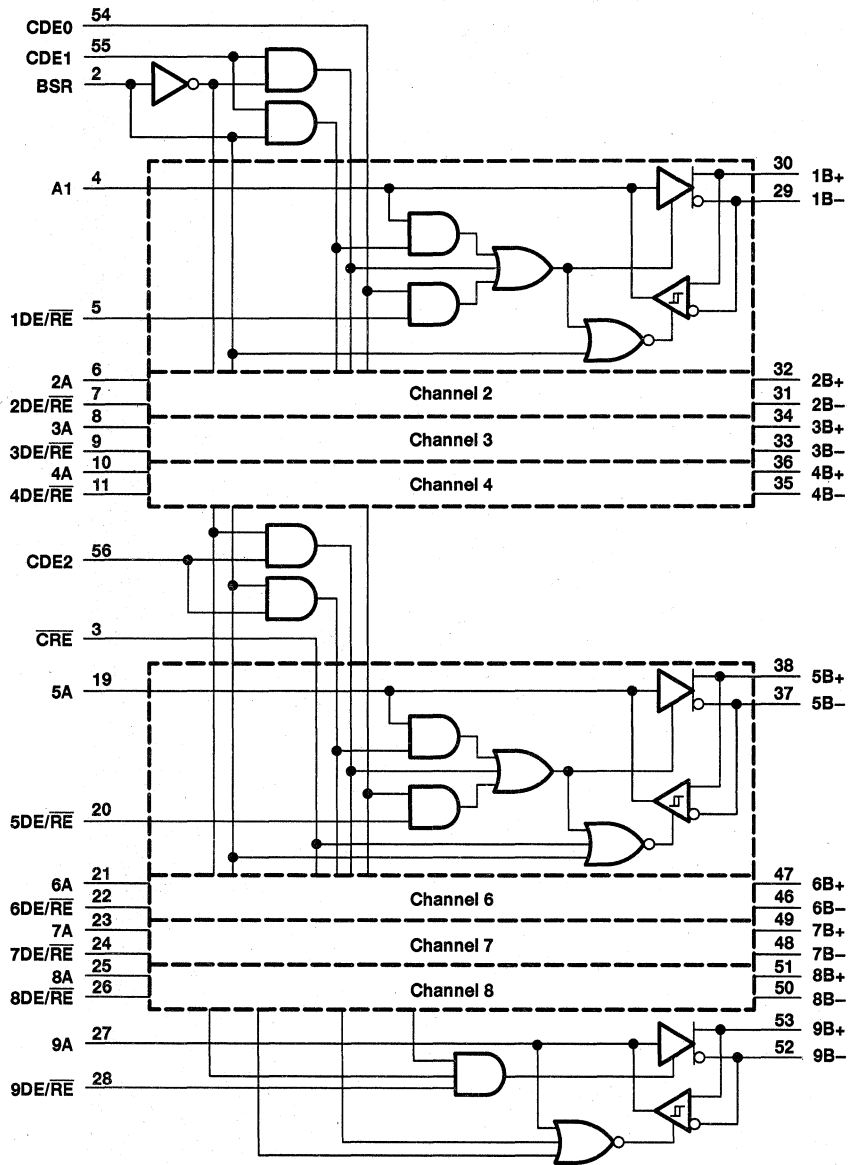 CDE0 54
CDE1 55
BSR 2
A1 4
30 1B+
29 1B–
1DE/RE 5
2A 6
32 2B+
Channel 2
2DE/RE 7
31 2B–
3A 8
34 3B+
Channel 3
3DE/RE 9
33 3B–
4A 10
36 4B+
Channel 4
4DE/RE 11
35 4B–
CDE2 56
CRE 3
5A 19
38 5B+
37 5B–
5DE/RE 20
6A 21
47 6B+
Channel 6
6DE/RE 22
46 6B–
7A 23
49 7B+
Channel 7
7DE/RE 24
48 7B–
8A 25
51 8B+
Channel 8
8DE/RE 26
50 8B–
9A 27
53 9B+
52 9B–
9DE/RE 28